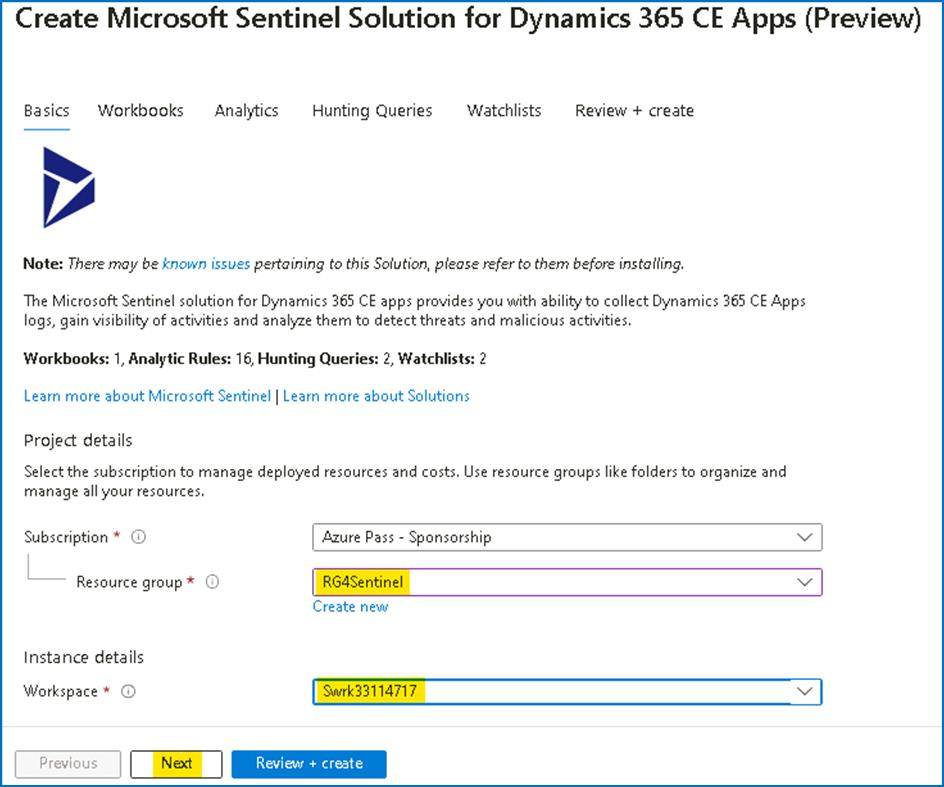 Create Microsoft Sentinel Solution for Dynamics 365 CE Apps (Preview)
Basics Workbooks Analytics Hunting Queries Watchlists Review + create
Note: There may be known issues pertaining to this Solution, please refer to them before installing.
The Microsoft Sentinel solution for Dynamics 365 CE apps provides you with ability to collect Dynamics 365 CE Apps
logs, gain visibility of activities and analyze them to detect threats and malicious activities.
Workbooks: 1, Analytic Rules: 16, Hunting Queries: 2, Watchlists: 2
Learn more about Microsoft Sentinel | Learn more about Solutions
Project details
Select the subscription to manage deployed resources and costs. Use resource groups like folders to organize and
manage all your resources.
Subscription * Azure Pass - Sponsorship
Resource group * RG4Sentinel
Create new
Instance details
Workspace * Swrk33114717
Previous Next Review + create